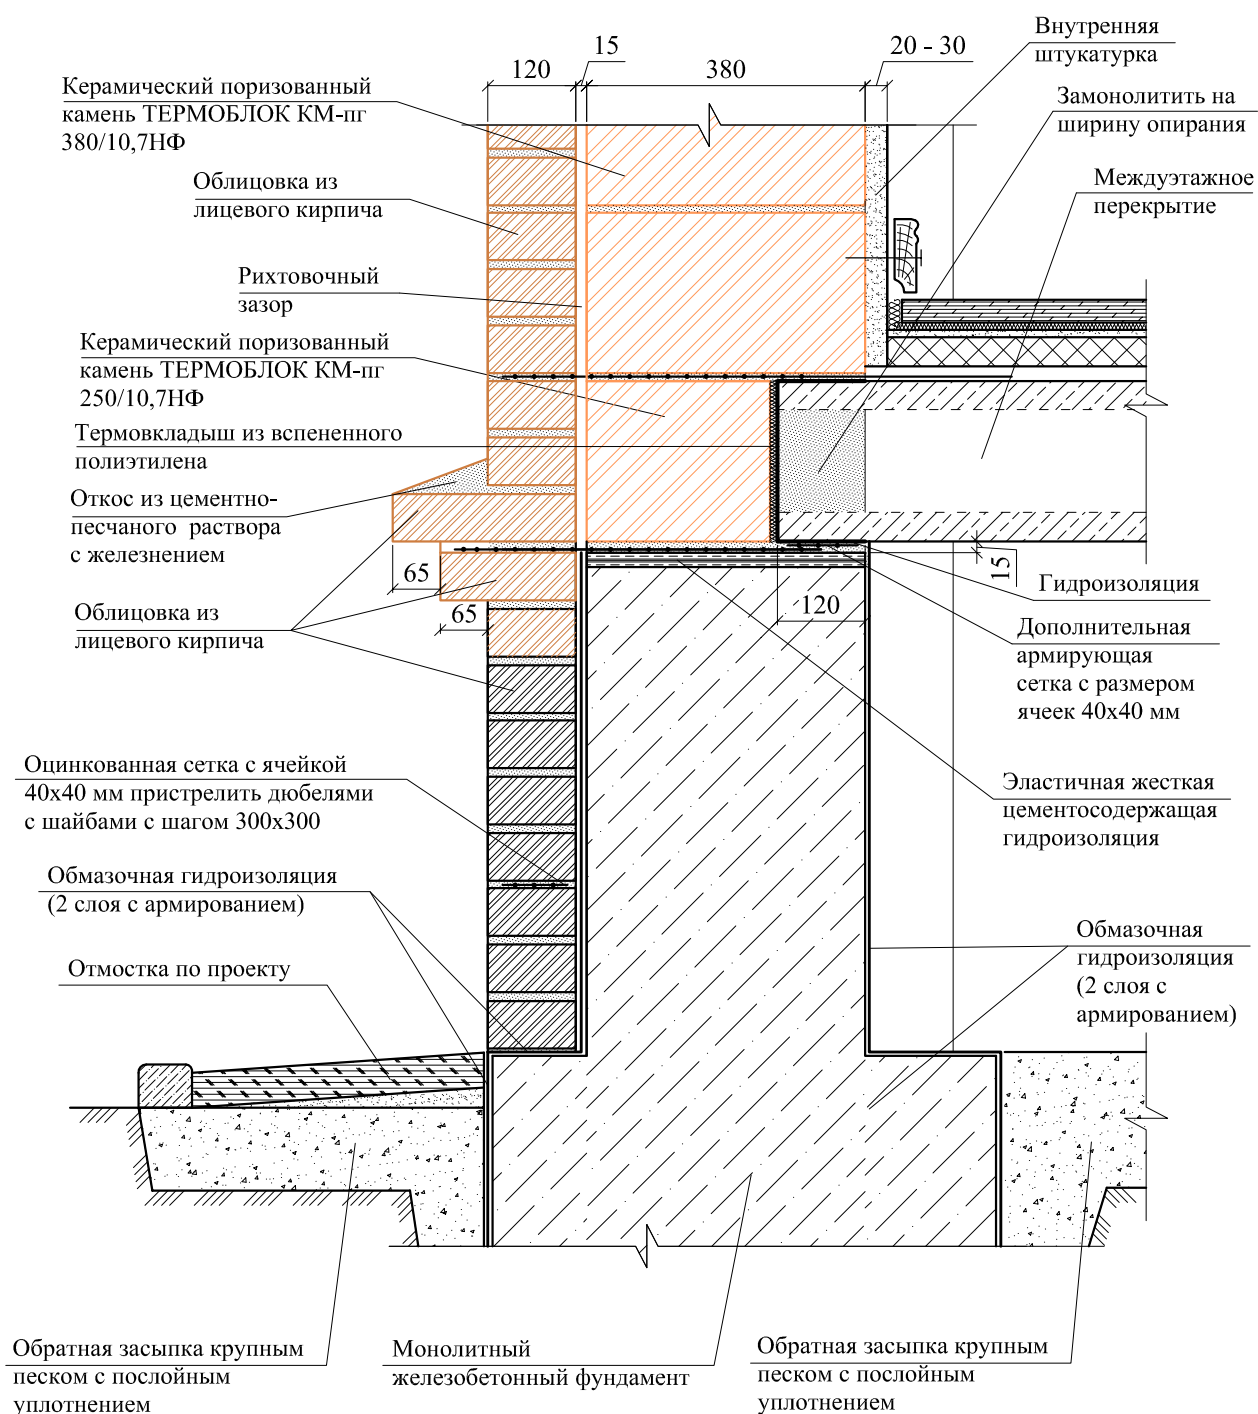 Керамический поризованный
камень ТЕРМОБЛОК КМ-пг
380/10,7НФ
Облицовка из
лицевого кирпича
Рихтовочный
зазор
Керамический поризованный
камень ТЕРМОБЛОК КМ-пг
250/10,7НФ
Термовкладыш из вспененного
полиэтилена
Откос из цементно-
песчаного раствора
с железнением
Облицовка из
лицевого кирпича
Оцинкованная сетка с ячейкой
40х40 мм пристрелить дюбелями
с шайбами с шагом 300х300
Обмазочная гидроизоляция
(2 слоя с армированием)
Отмостка по проекту
120
15
380
20 - 30
65
65
120
15
Внутренняя
штукатурка
Замонолитить на
ширину опирания
Междуэтажное
перекрытие
Гидроизоляция
Дополнительная
армирующая
сетка с размером
ячеек 40х40 мм
Эластичная жесткая
цементосодержащая
гидроизоляция
Обмазочная
гидроизоляция
(2 слоя с
армированием)
Обратная засыпка крупным
песком с послойным
уплотнением
Монолитный
железобетонный фундамент
Обратная засыпка крупным
песком с послойным
уплотнением